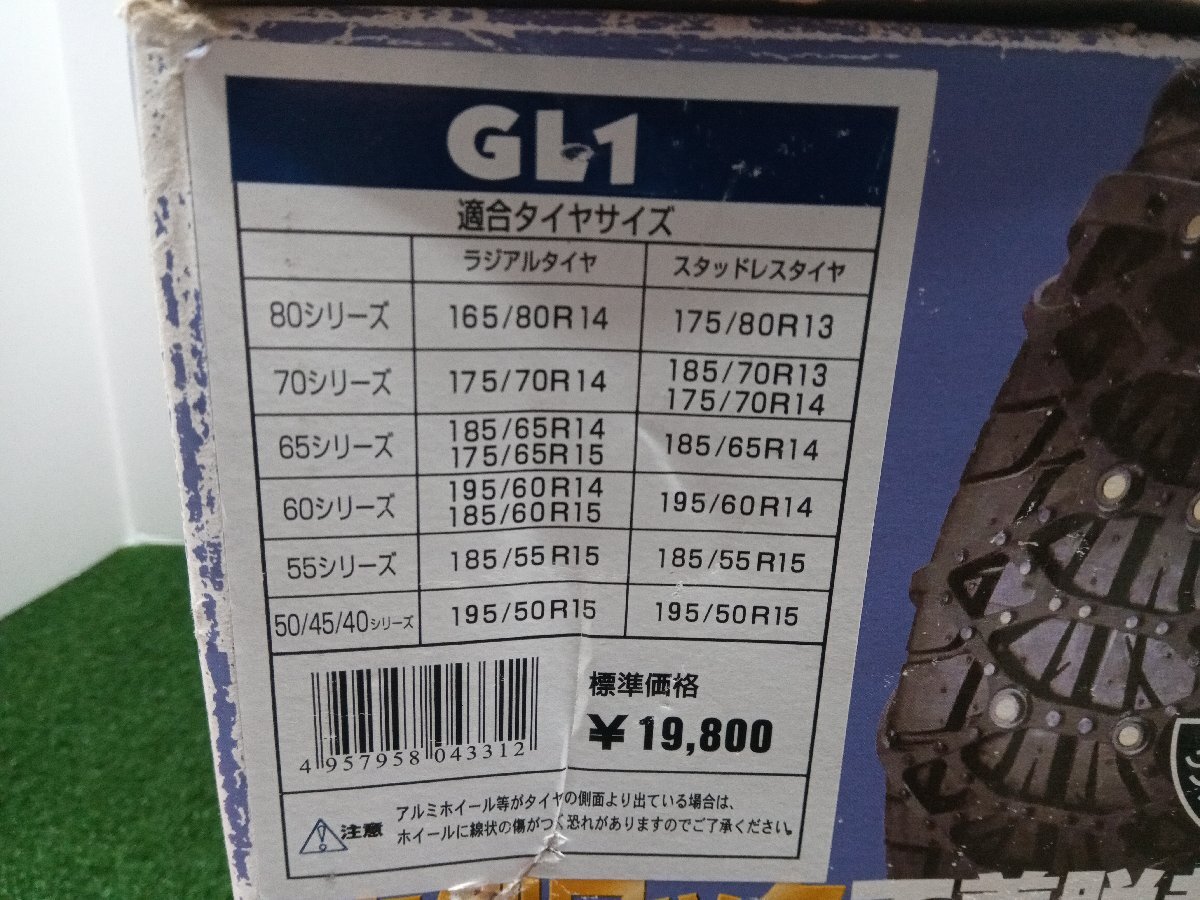 GL1
適合タイヤサイズ
ラジアルタイヤ スタッドレスタイヤ
80シリーズ 165/80R14 175/80R13
70シリーズ 175/70R14 185/70R13
175/70R14
65シリーズ 185/65R14
175/65R15 185/65R14
60シリーズ 195/60R14
185/60R15 195/60R14
55シリーズ 185/55R15 185/55R15
50/45/40シリーズ 195/50R15 195/50R15
標準価格
¥19,800
4957958043312
注意
アルミホイール等がタイヤの側面より出ている場合は、
ホイールに線状の傷がつく恐れがありますのでご了承ください。